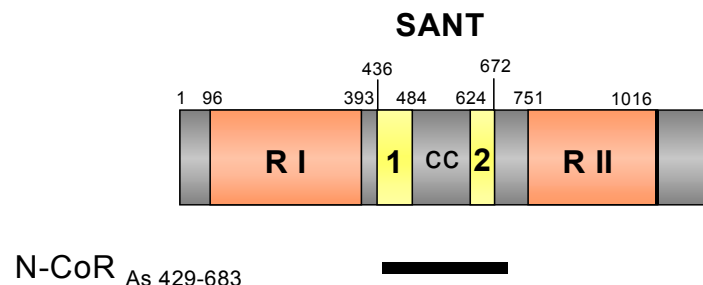 SANT
436 672
1 96 393 484 624 751 1016
R I 1 CC 2 R II
N-CoR As 429-683